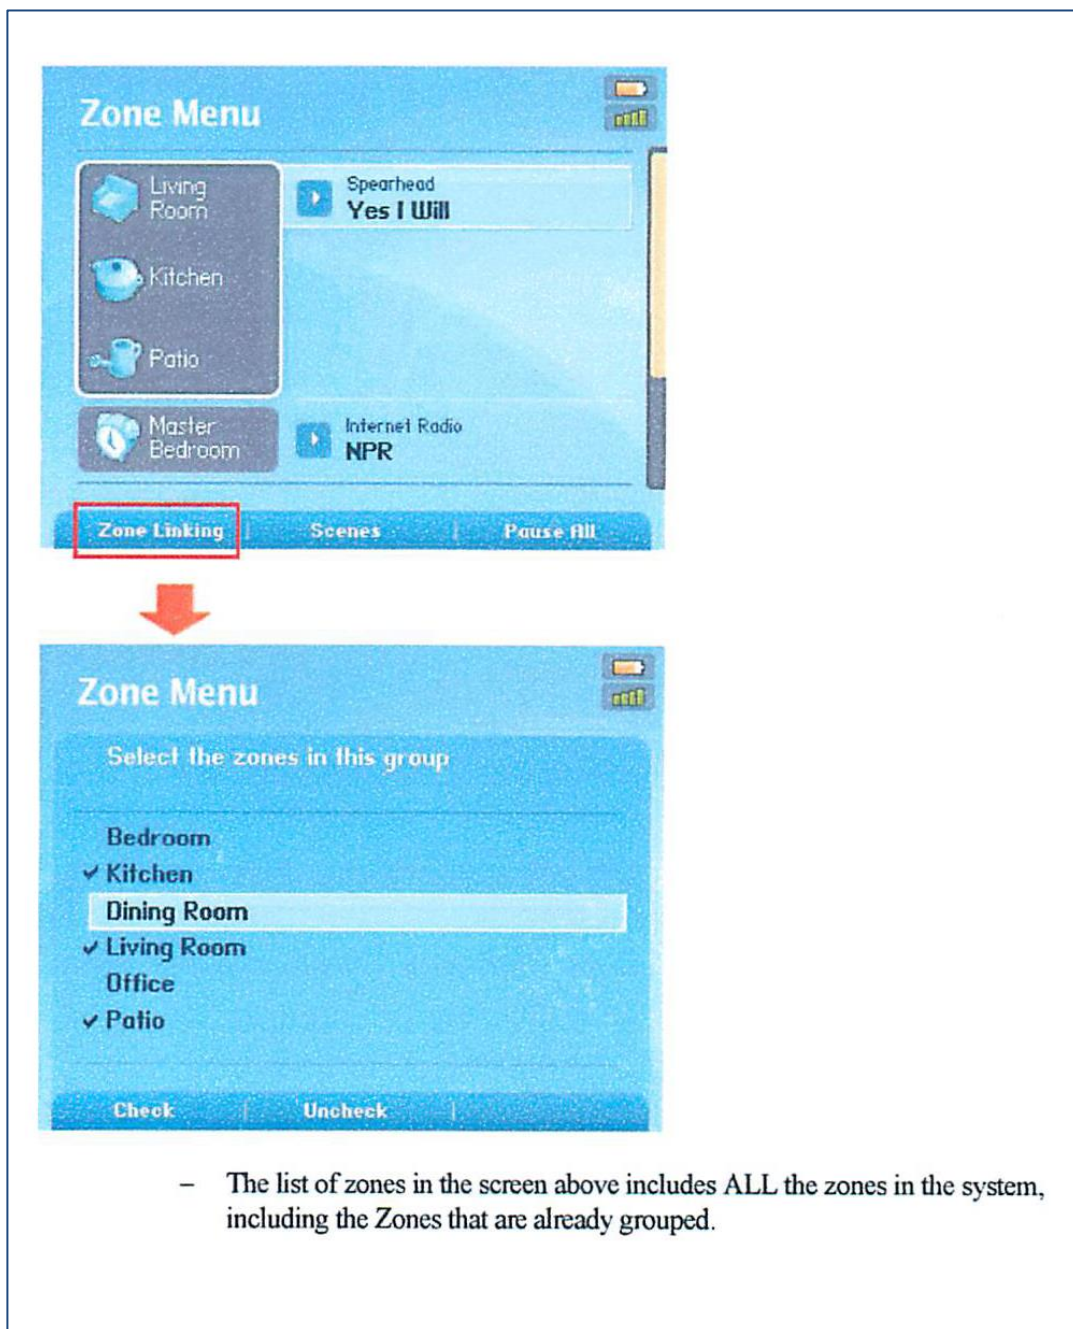 Zone Menu
Living
Room
Spearhead
Yes I Will
Kitchen
Patio
Master
Bedroom
Internet Radio
NPR
Zone Linking
Scenes
Pause All
Zone Menu
Select the zones in this group
Bedroom
✓ Kitchen
Dining Room
✓ Living Room
Office
✓ Patio
Check
Uncheck
– The list of zones in the screen above includes ALL the zones in the system,
including the Zones that are already grouped.